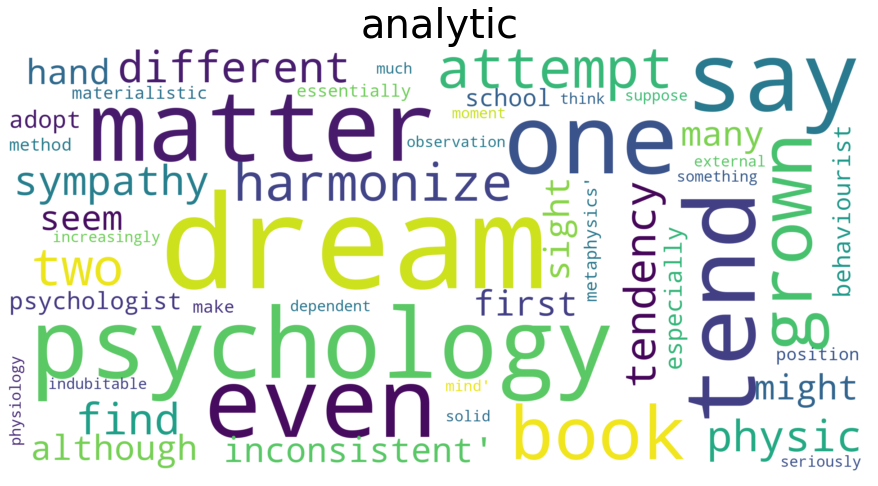 analytic
hand different much attempt say
materialistic essentially school think suppose
adopt matter moment one many
method observation external
sympathy harmonize sight something
seem dream metaphysics' tendency tend grown behaviourist
increasingly
two especially
psychologist make dependent first
psychology position
physiology indubitable even mind' might
find solid book physic
although inconsistent' seriously